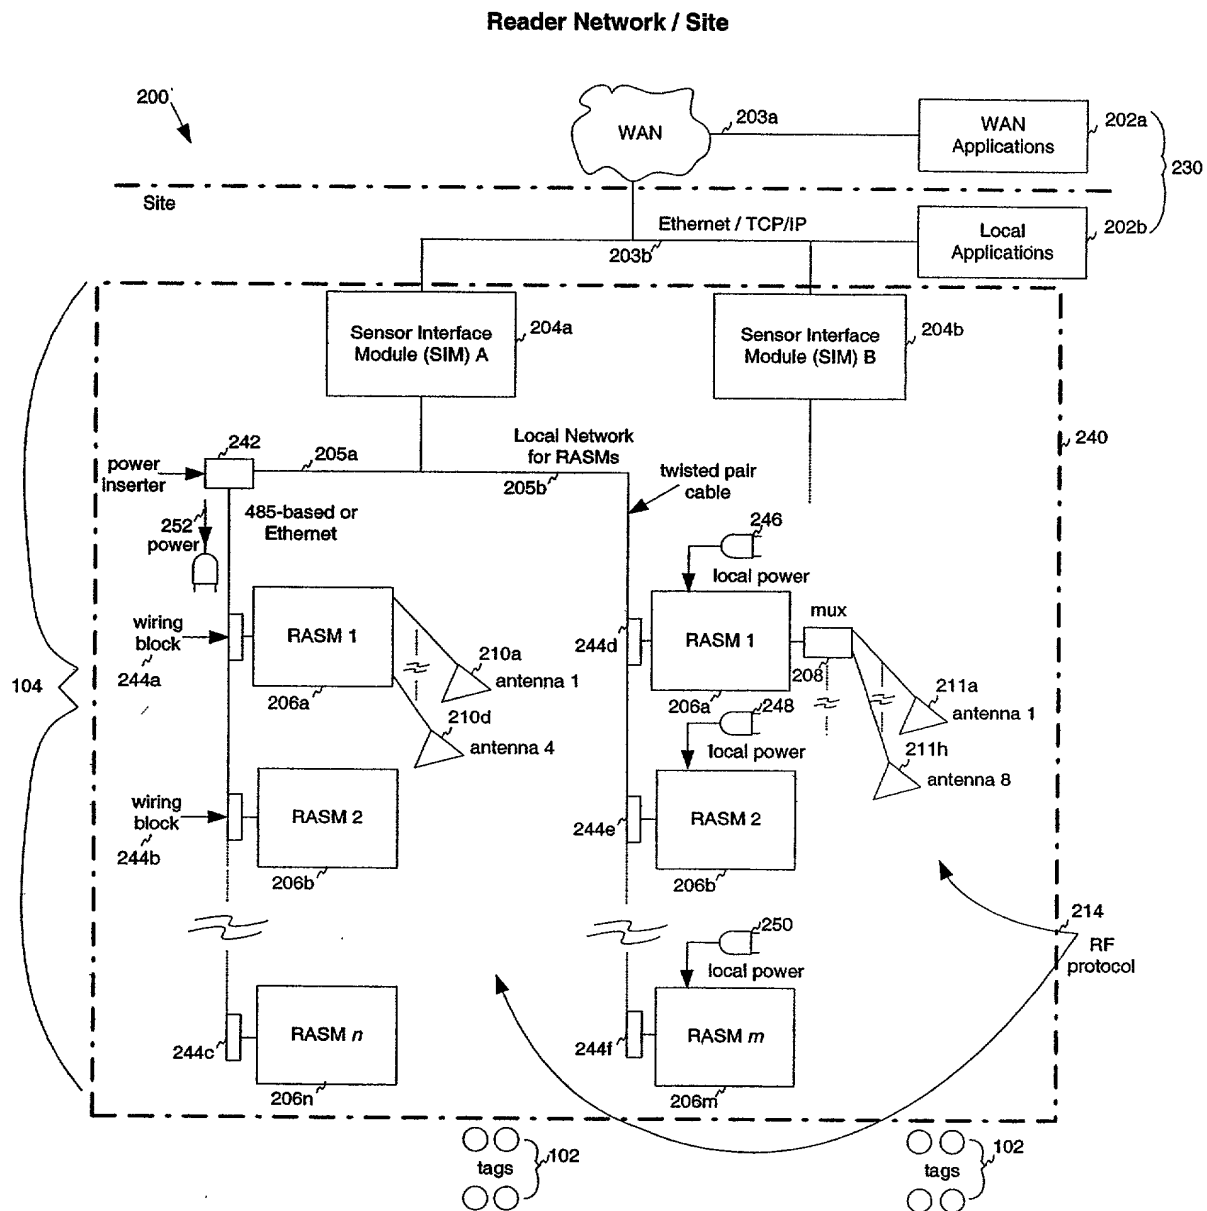 Reader Network / Site
200
WAN
203a
WAN
Applications
202a
230
Site
Ethernet / TCP/IP
203b
Local
Applications
202b
Sensor Interface
Module (SIM) A
204a
Sensor Interface
Module (SIM) B
204b
240
242
205a
Local Network
for RASMs
205b
power
inserter
twisted pair
cable
485-based or
Ethernet
252
power
246
local power
mux
wiring
block
244a
RASM 1
206a
210a
antenna 1
210d
antenna 4
244d
RASM 1
206a
208
211a
antenna 1
211h
antenna 8
104
248
local power
wiring
block
244b
RASM 2
206b
244e
RASM 2
206b
214
RF
protocol
250
local power
244c
RASM n
206n
244f
RASM m
206m
tags
102
tags
102